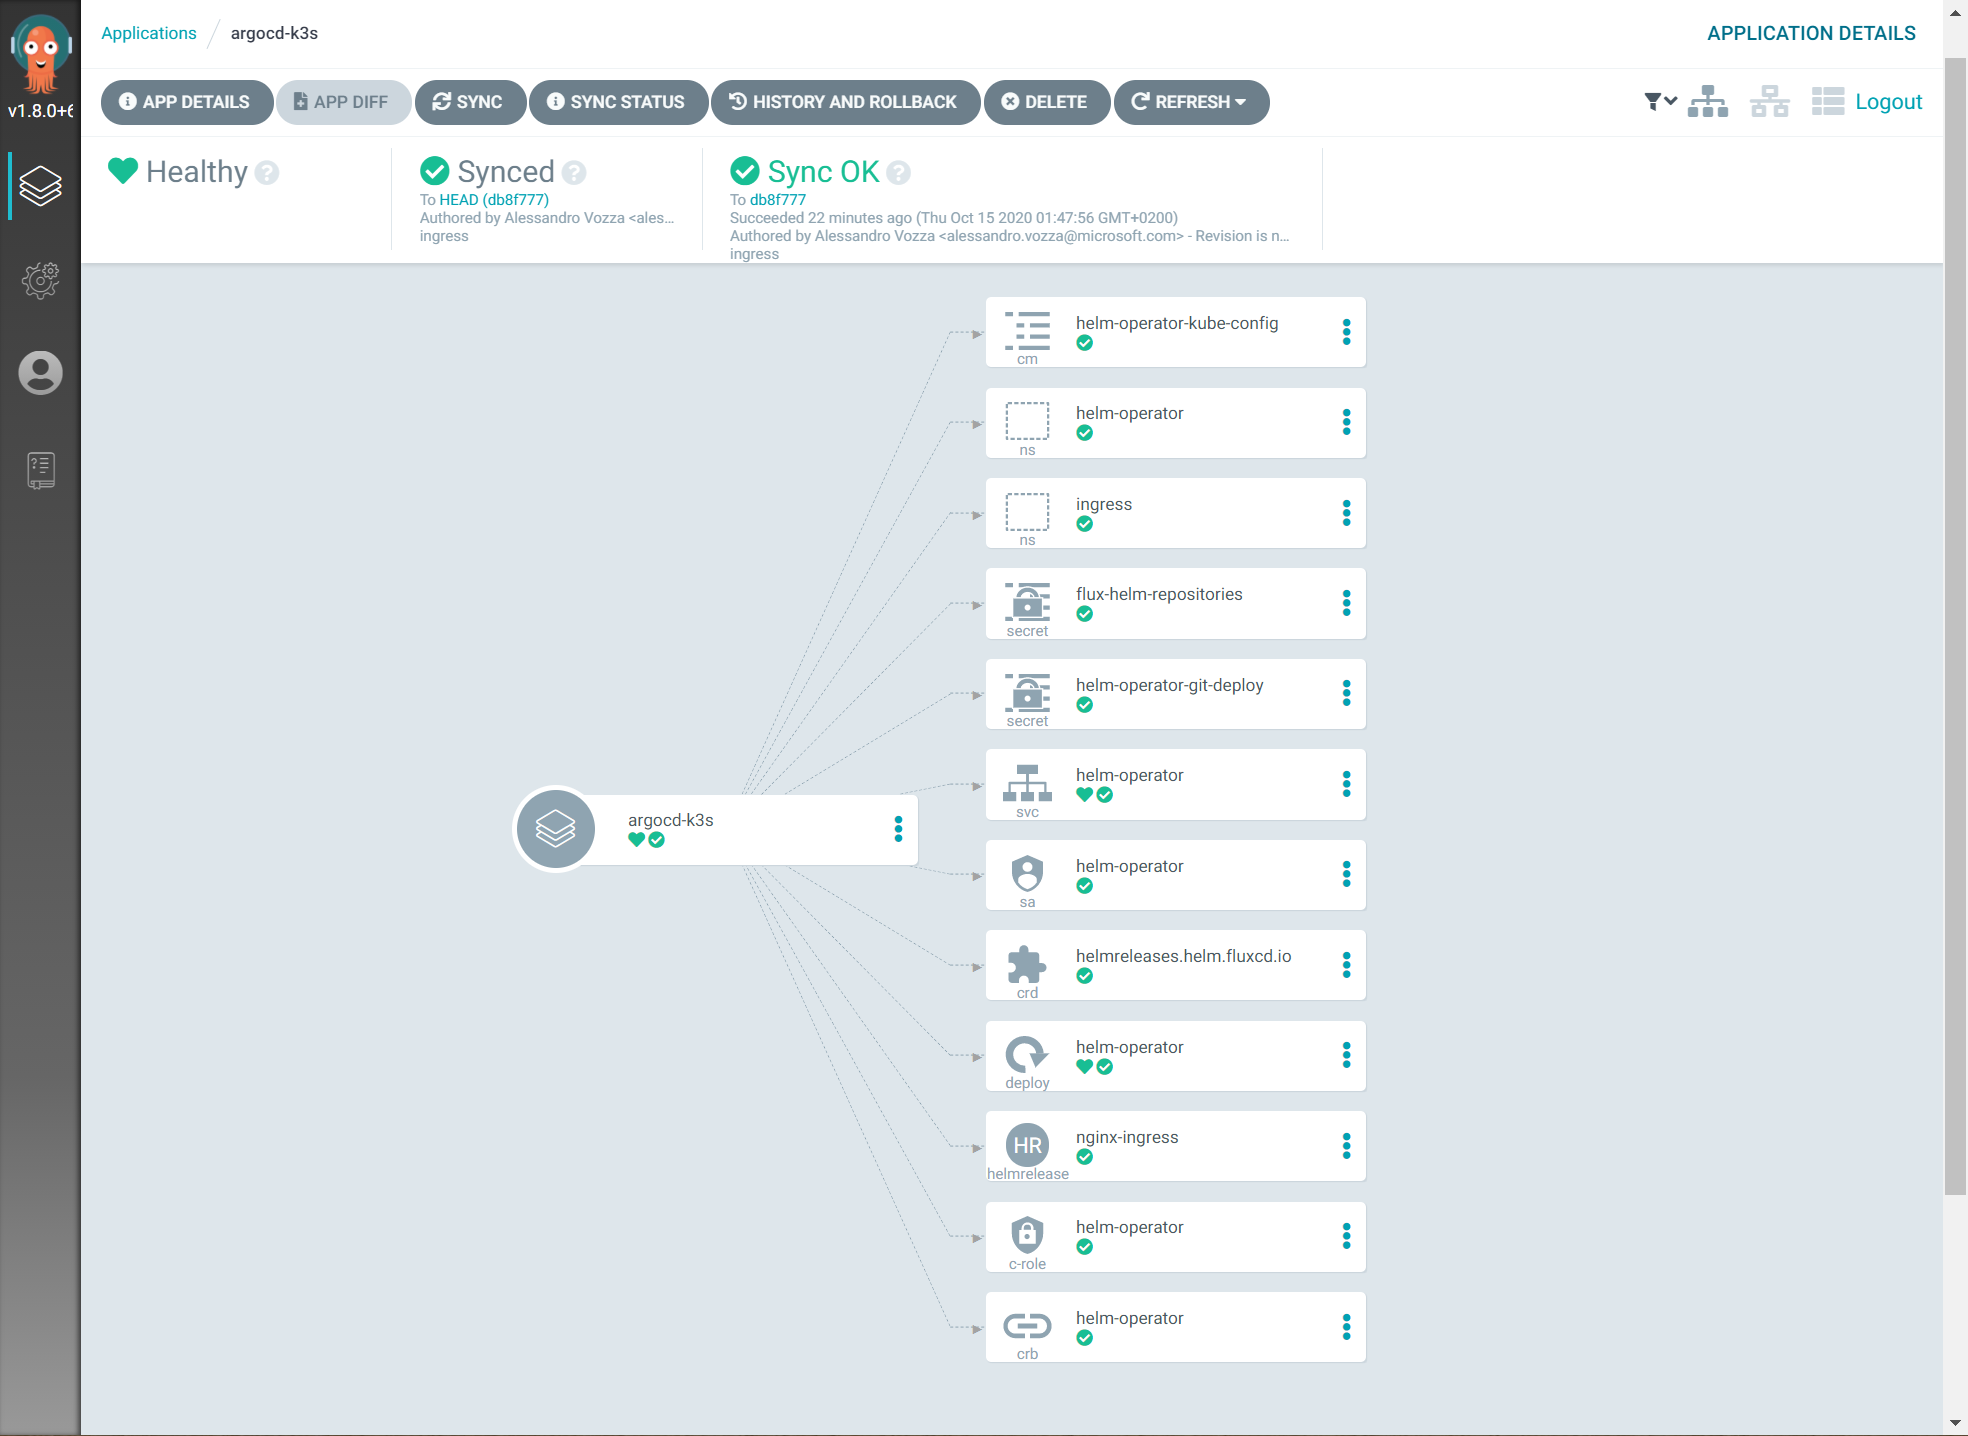 Applications / argocd-k3s
APPLICATION DETAILS
v1.8.0+6
APP DETAILS
APP DIFF
SYNC
SYNC STATUS
HISTORY AND ROLLBACK
DELETE
REFRESH
Logout
Healthy ?
Synced ?
To HEAD (db8f777)
Authored by Alessandro Vozza <ales...
ingress
Sync OK ?
To db8f777
Succeeded 22 minutes ago (Thu Oct 15 2020 01:47:56 GMT+0200)
Authored by Alessandro Vozza <alessandro.vozza@microsoft.com> - Revision is n...
ingress
argocd-k3s
helm-operator-kube-config
cm
helm-operator
ns
ingress
ns
flux-helm-repositories
secret
helm-operator-git-deploy
secret
helm-operator
svc
helm-operator
sa
helmreleases.helm.fluxcd.io
crd
helm-operator
deploy
nginx-ingress
HR
helmrelease
helm-operator
c-role
helm-operator
crb